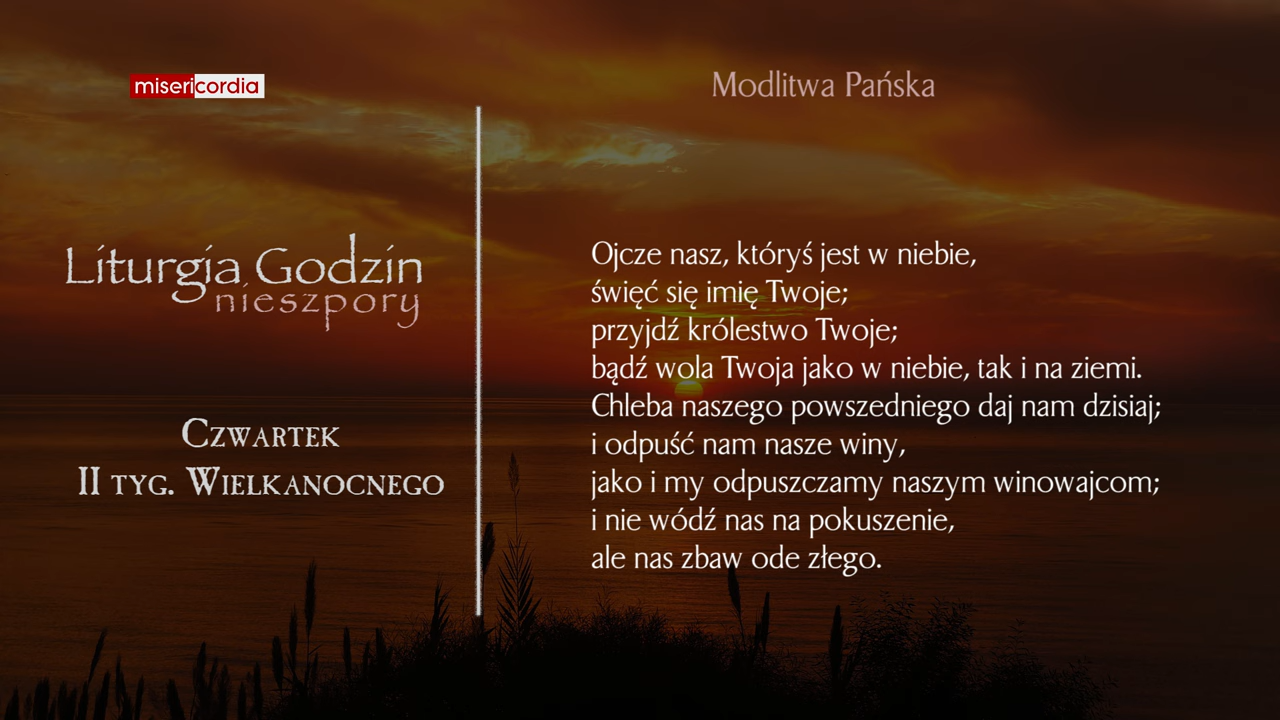 misericordia
Liturgia Godzin
nieszpory
Czwartek
II tyg. Wielkanocnego
Modlitwa Pańska
Ojcze nasz, któryś jest w niebie,
święć się imię Twoje;
przyjdź królestwo Twoje;
bądź wola Twoja jako w niebie, tak i na ziemi.
Chleba naszego powszedniego daj nam dzisiaj;
i odpuść nam nasze winy,
jako i my odpuszczamy naszym winowajcom;
i nie wódź nas na pokuszenie,
ale nas zbaw ode złego.